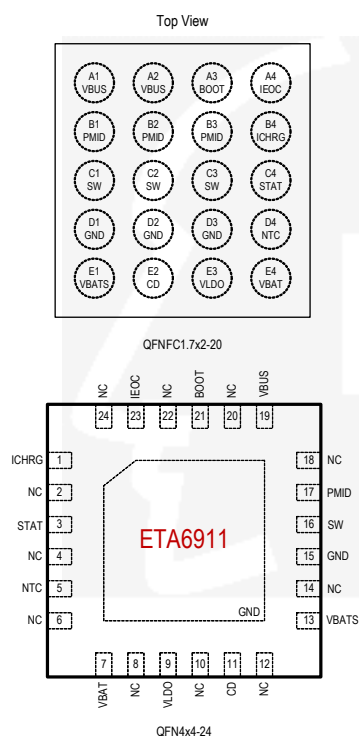 Top View
A1 A2 A3 A4
VBUS VBUS BOOT IEOC
B1 B2 B3 B4
PMID PMID PMID ICHRG
C1 C2 C3 C4
SW SW SW STAT
D1 D2 D3 D4
GND GND GND NTC
E1 E2 E3 E4
VBATS CD VLDO VBAT
QFNFC1.7x2-20
NC IEOC NC BOOT NC VBUS
24 23 22 21 20 19
ICHRG 1 18 NC
NC 2 17 PMID
STAT 3 16 SW
ETA6911
NC 4 15 GND
NTC 5 14 NC
GND
NC 6 13 VBATS
7 8 9 10 11 12
VBAT NC VLDO NC CD NC
QFN4x4-24